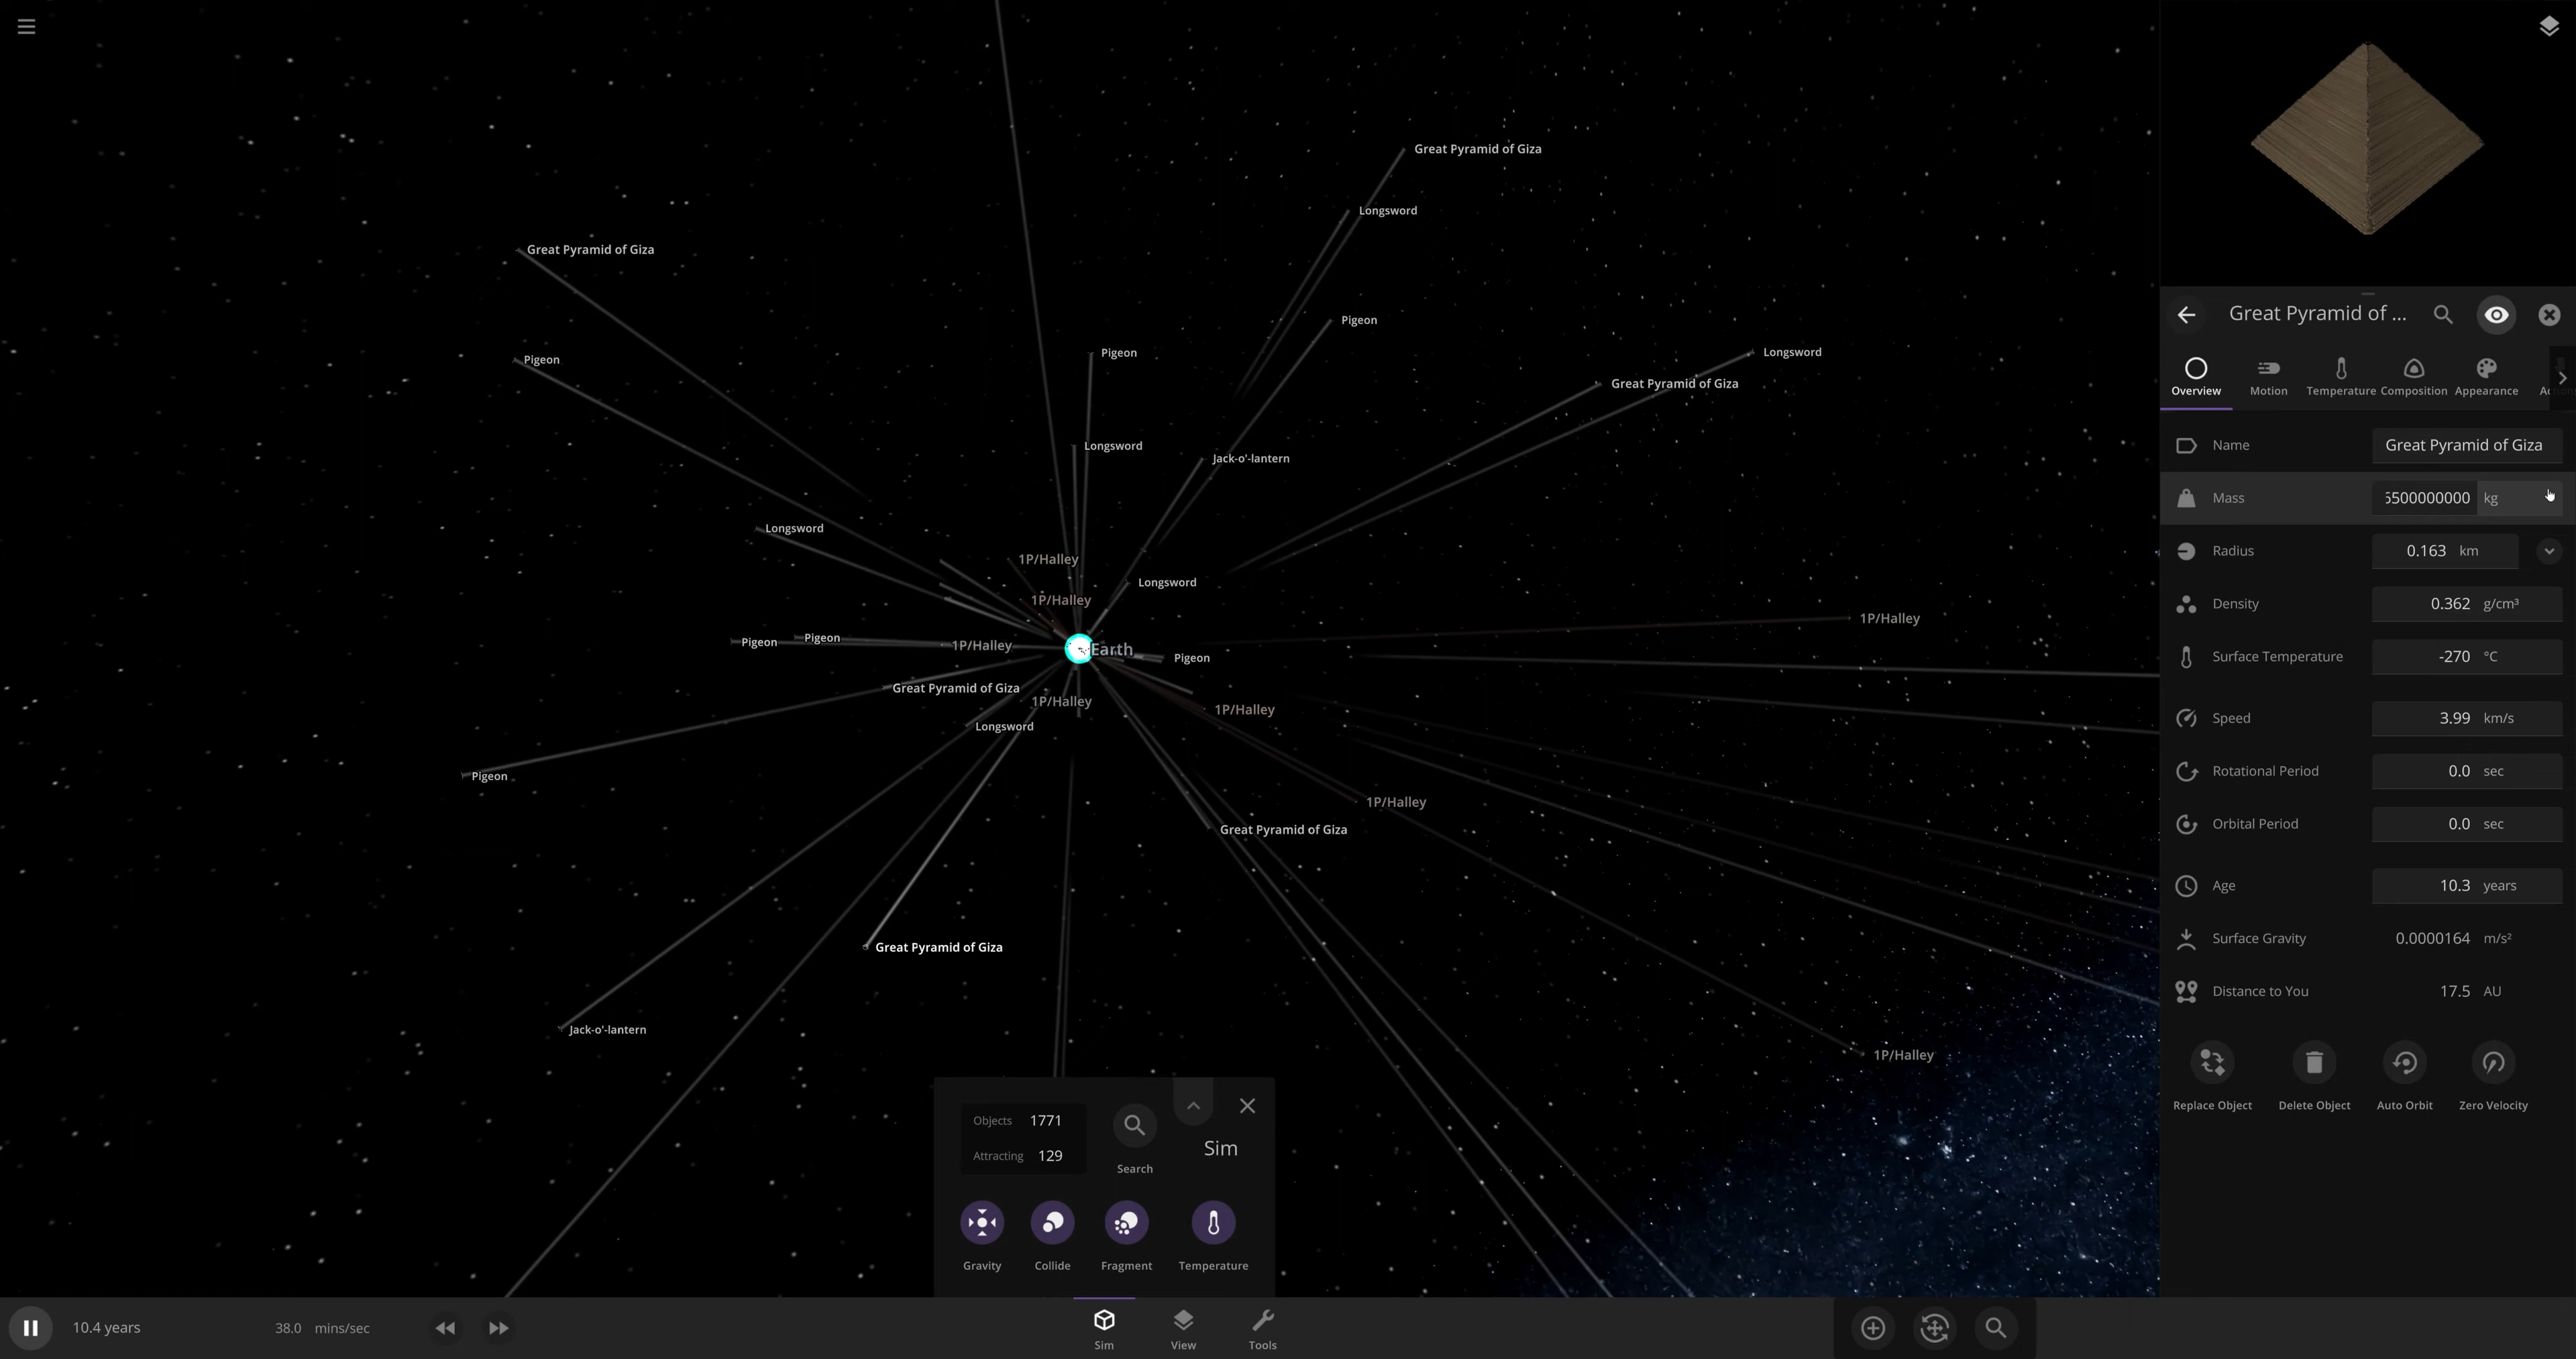 Great Pyramid of Giza
Longsword
Great Pyramid of Giza
Pigeon
Pigeon
Longsword
Pigeon
Great Pyramid of Giza
Longsword
Jack-o'-lantern
Longsword
1P/Halley
Longsword
1P/Halley
1P/Halley
Pigeon
Pigeon
1P/Halley
Earth
Pigeon
Great Pyramid of Giza
1P/Halley
1P/Halley
Longsword
Pigeon
1P/Halley
Great Pyramid of Giza
Great Pyramid of Giza
Jack-o'-lantern
1P/Halley
Great Pyramid of ...
Overview Motion Temperature Composition Appearance
Name Great Pyramid of Giza
Mass 6500000000 kg
Radius 0.163 km
Density 0.362 g/cm³
Surface Temperature -270 °C
Speed 3.99 km/s
Rotational Period 0.0 sec
Orbital Period 0.0 sec
Age 10.3 years
Surface Gravity 0.0000164 m/s²
Distance to You 17.5 AU
Replace Object Delete Object Auto Orbit Zero Velocity
Objects 1771
Attracting 129
Search
Sim
Gravity Collide Fragment Temperature
10.4 years 38.0 mins/sec
Sim View Tools